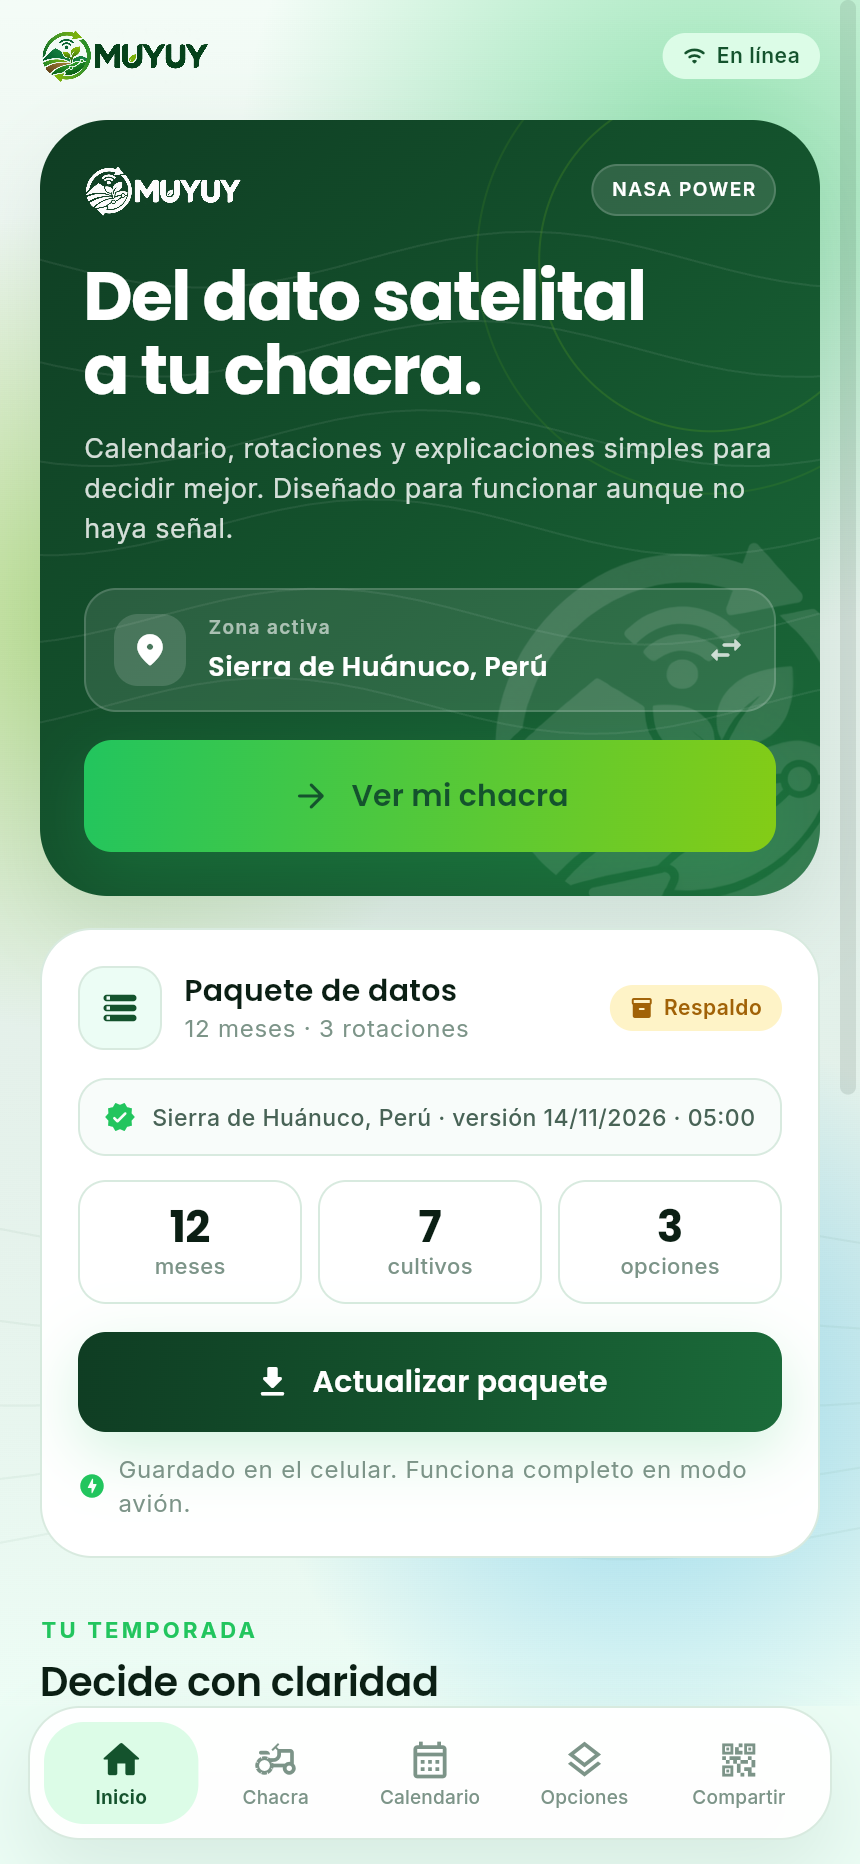 MUYUY
En línea
MUYUY
NASA POWER
Del dato satelital
a tu chacra.
Calendario, rotaciones y explicaciones simples para
decidir mejor. Diseñado para funcionar aunque no
haya señal.
Zona activa
Sierra de Huánuco, Perú
Ver mi chacra
Paquete de datos
12 meses · 3 rotaciones
Respaldo
Sierra de Huánuco, Perú · versión 14/11/2026 · 05:00
12
meses
7
cultivos
3
opciones
Actualizar paquete
Guardado en el celular. Funciona completo en modo
avión.
TU TEMPORADA
Decide con claridad
Inicio
Chacra
Calendario
Opciones
Compartir